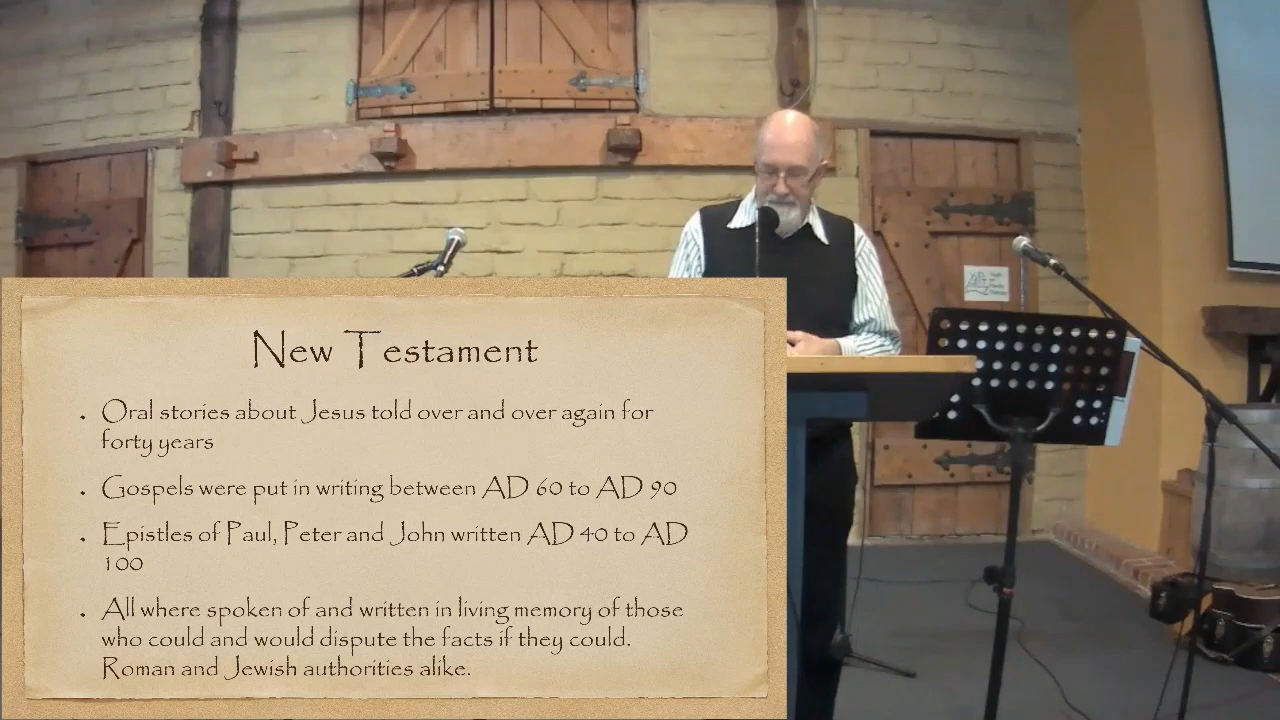 New Testament
• Oral stories about Jesus told over and over again for
forty years
• Gospels were put in writing between AD 60 to AD 90
• Epistles of Paul, Peter and John written AD 40 to AD
100
• All where spoken of and written in living memory of those
who could and would dispute the facts if they could.
Roman and Jewish authorities alike.